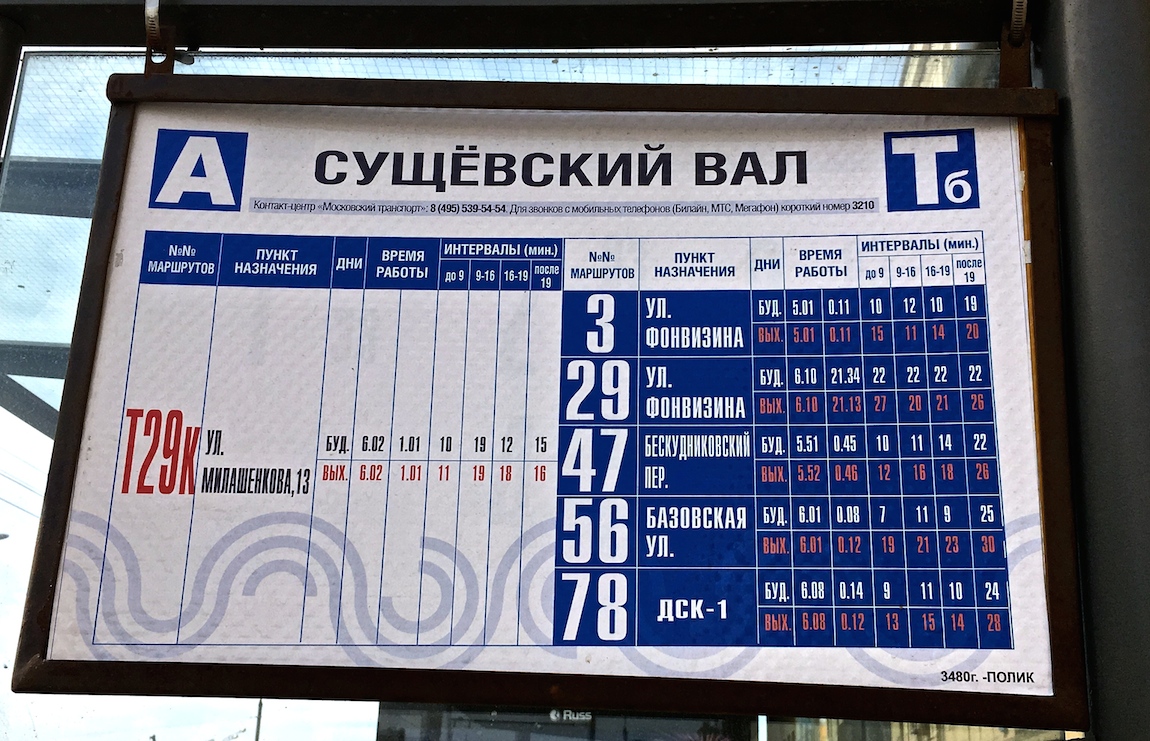 А
СУЩЁВСКИЙ ВАЛ
Тб
Контакт-центр «Московский транспорт»: 8 (495) 539-54-54. Для звонков с мобильных телефонов (Билайн, МТС, Мегафон) короткий номер 3210
№№ МАРШРУТОВ ПУНКТ НАЗНАЧЕНИЯ ДНИ ВРЕМЯ РАБОТЫ ИНТЕРВАЛЫ (мин.)
до 9 9-16 16-19 после 19
Т29к УЛ. МИЛАШЕНКОВА,13
БУД. 6.02 1.01 10 19 12 15
ВЫХ. 6.02 1.01 11 19 18 16
№№ МАРШРУТОВ ПУНКТ НАЗНАЧЕНИЯ ДНИ ВРЕМЯ РАБОТЫ ИНТЕРВАЛЫ (мин.)
до 9 9-16 16-19 после 19
3 УЛ. ФОНВИЗИНА
БУД. 5.01 0.11 10 12 10 19
ВЫХ. 5.01 0.11 15 11 14 20
29 УЛ. ФОНВИЗИНА
БУД. 6.10 21.34 22 22 22 22
ВЫХ. 6.10 21.13 27 20 21 26
47 БЕСКУДНИКОВСКИЙ ПЕР.
БУД. 5.51 0.45 10 11 14 22
ВЫХ. 5.52 0.46 12 16 18 26
56 БАЗОВСКАЯ УЛ.
БУД. 6.01 0.08 7 11 9 25
ВЫХ. 6.01 0.12 19 21 23 30
78 ДСК-1
БУД. 6.08 0.14 9 11 10 24
ВЫХ. 6.08 0.12 13 15 14 28
3480г. -ПОЛИК
Russ